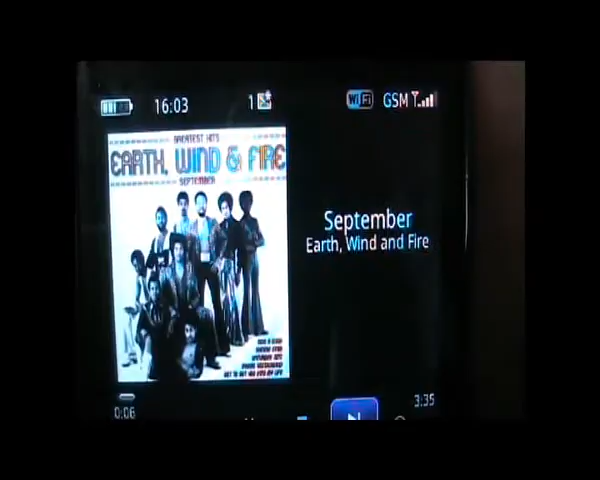 16:03
1
WiFi
GSM
GREATEST HITS
EARTH, WIND & FIRE
SEPTEMBER
September
Earth, Wind and Fire
0:06
3:35